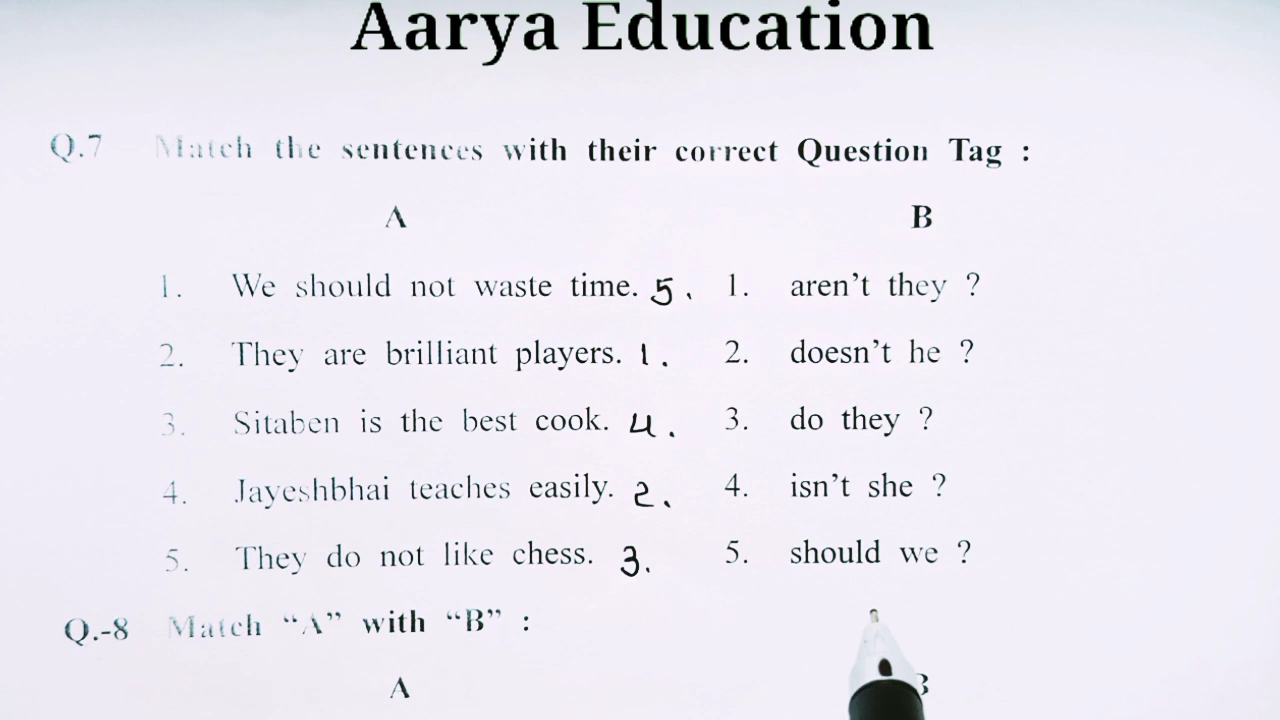 Aarya Education
Q.7 Match the sentences with their correct Question Tag :
A B
1. We should not waste time. 5. 1. aren't they ?
2. They are brilliant players. 1. 2. doesn't he ?
3. Sitaben is the best cook. 4. 3. do they ?
4. Jayeshbhai teaches easily. 2. 4. isn't she ?
5. They do not like chess. 3. 5. should we ?
Q.-8 Match “A” with “B” :
A B